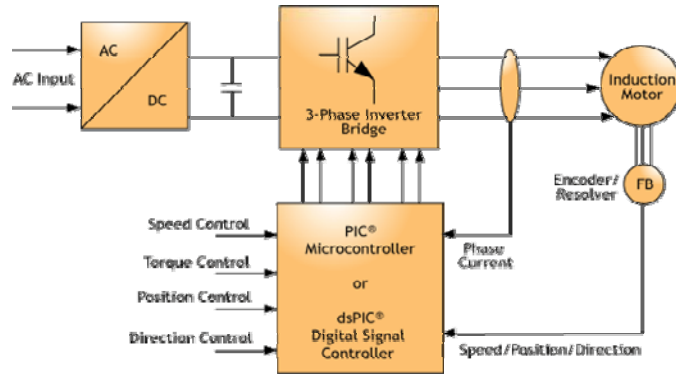 AC
DC
AC Input
3-Phase Inverter
Bridge
Induction
Motor
Encoder/
Resolver
FB
Speed Control
Torque Control
Position Control
Direction Control
PIC®
Microcontroller
or
dsPIC®
Digital Signal
Controller
Phase
Current
Speed/Position/Direction